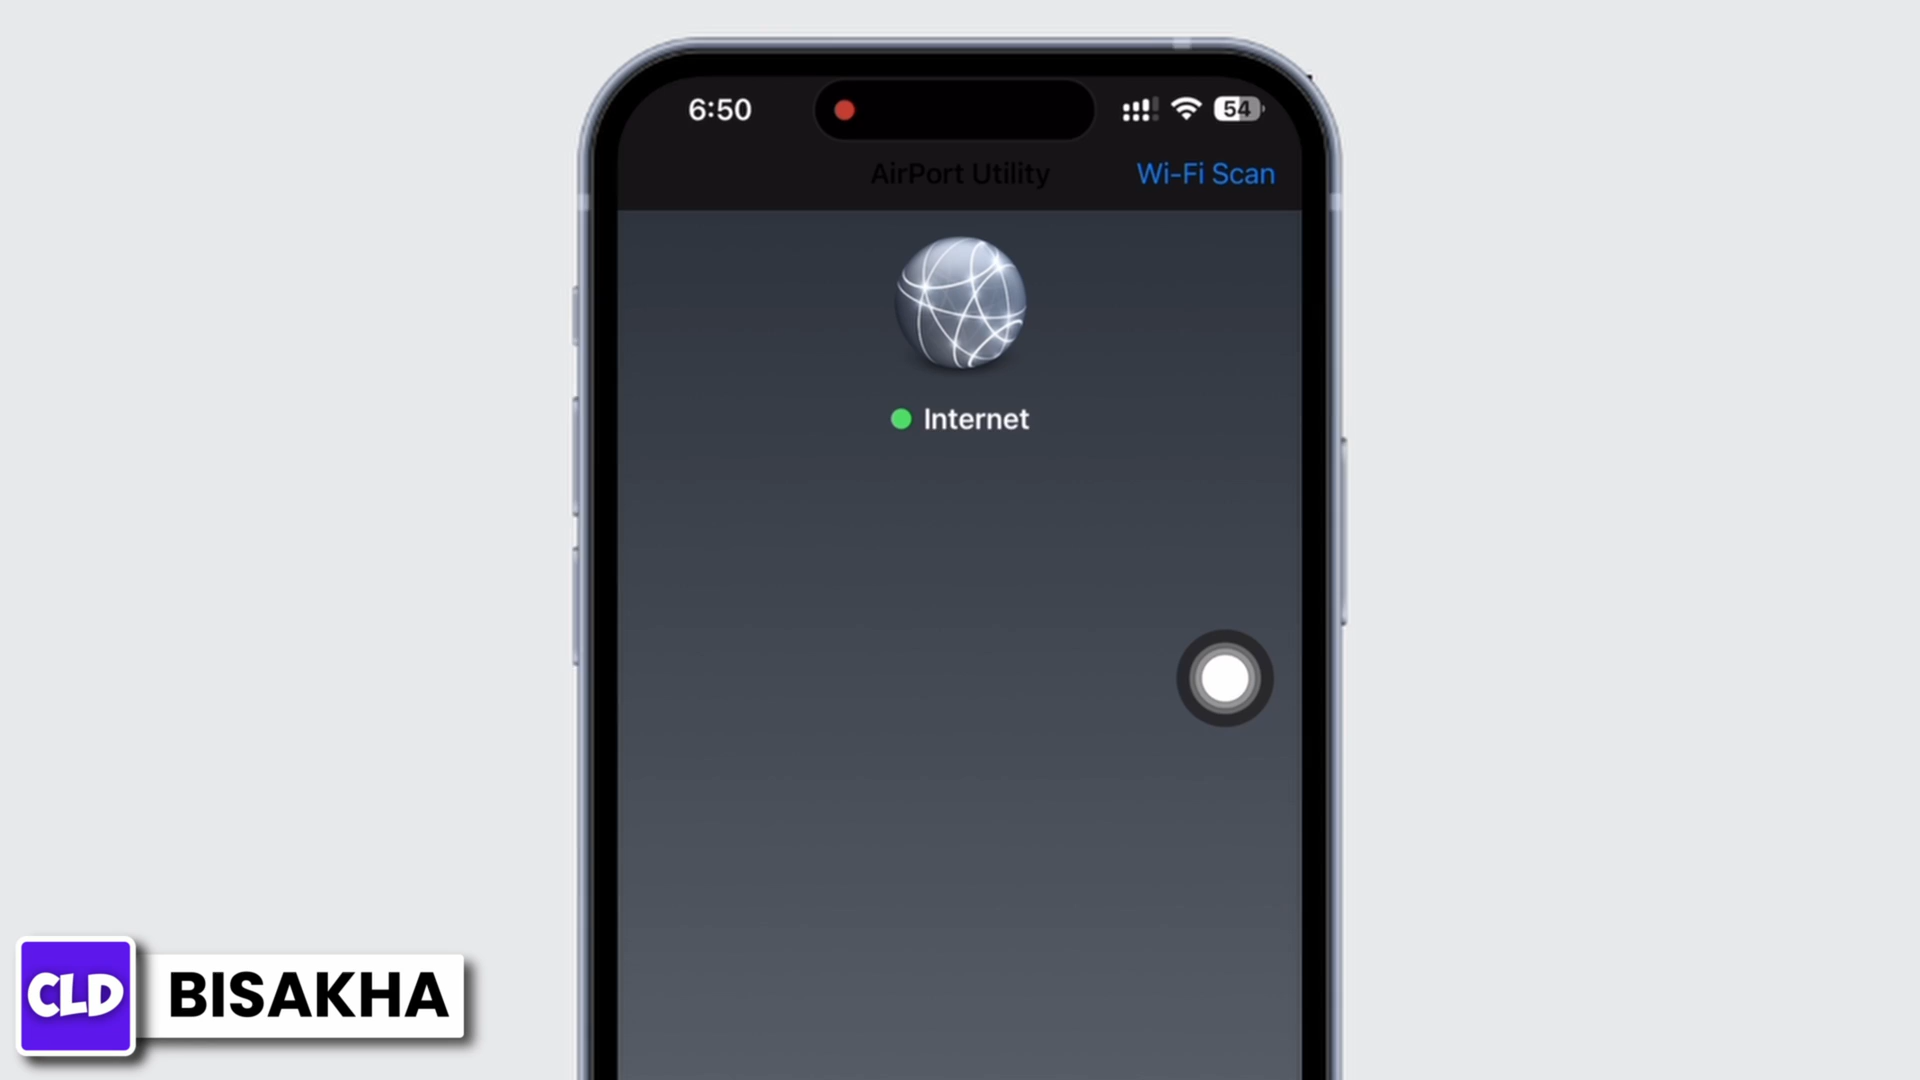 6:50
54
AirPort Utility
Wi-Fi Scan
Internet
CLD
BISAKHA